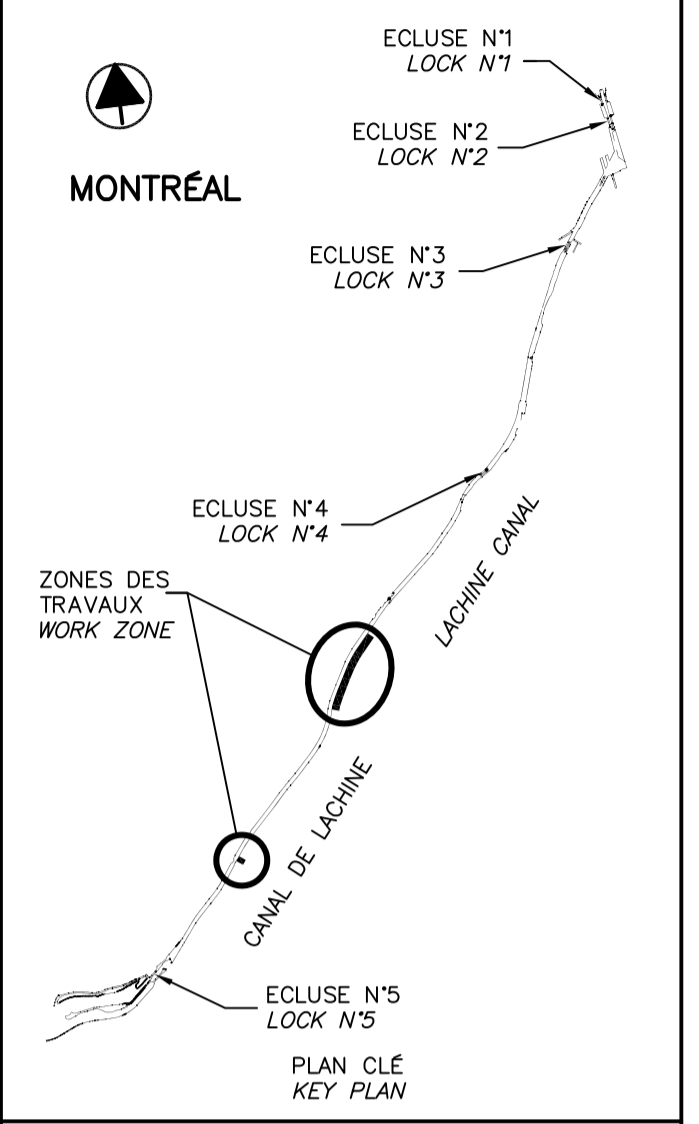 ECLUSE N°1
LOCK N°1
ECLUSE N°2
LOCK N°2
MONTRÉAL
ECLUSE N°3
LOCK N°3
ECLUSE N°4
LOCK N°4
LACHINE CANAL
ZONES DES
TRAVAUX
WORK ZONE
CANAL DE LACHINE
ECLUSE N°5
LOCK N°5
PLAN CLÉ
KEY PLAN